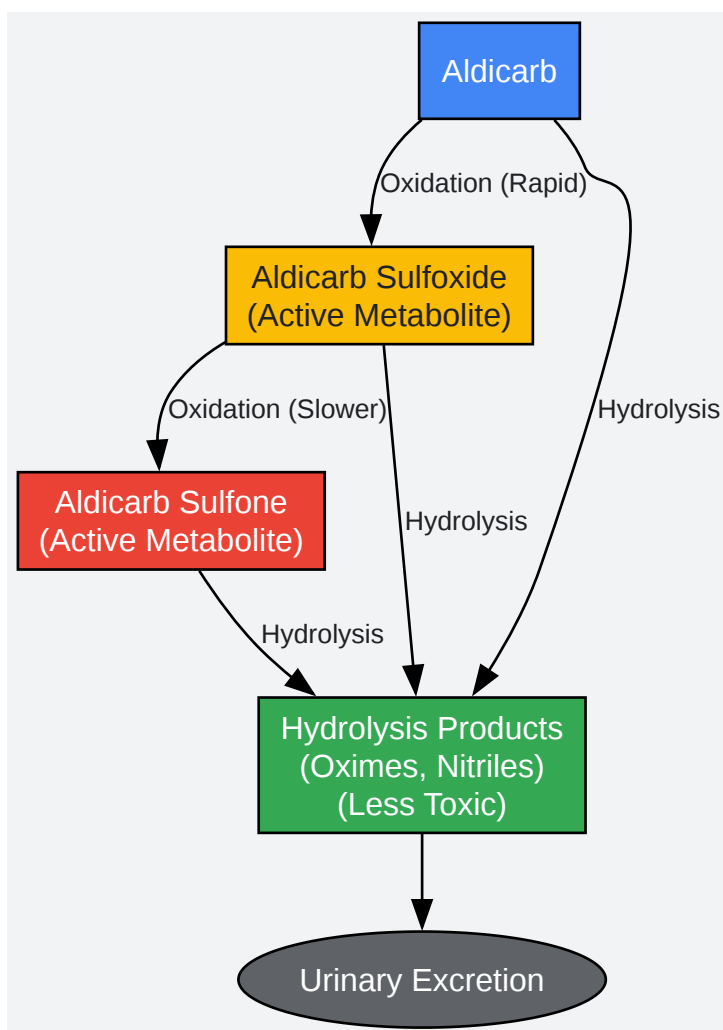 Aldicarb
Oxidation (Rapid)
Aldicarb Sulfoxide
(Active Metabolite)
Oxidation (Slower)
Hydrolysis
Aldicarb Sulfone
(Active Metabolite)
Hydrolysis
Hydrolysis
Hydrolysis Products
(Oximes, Nitriles)
(Less Toxic)
Urinary Excretion